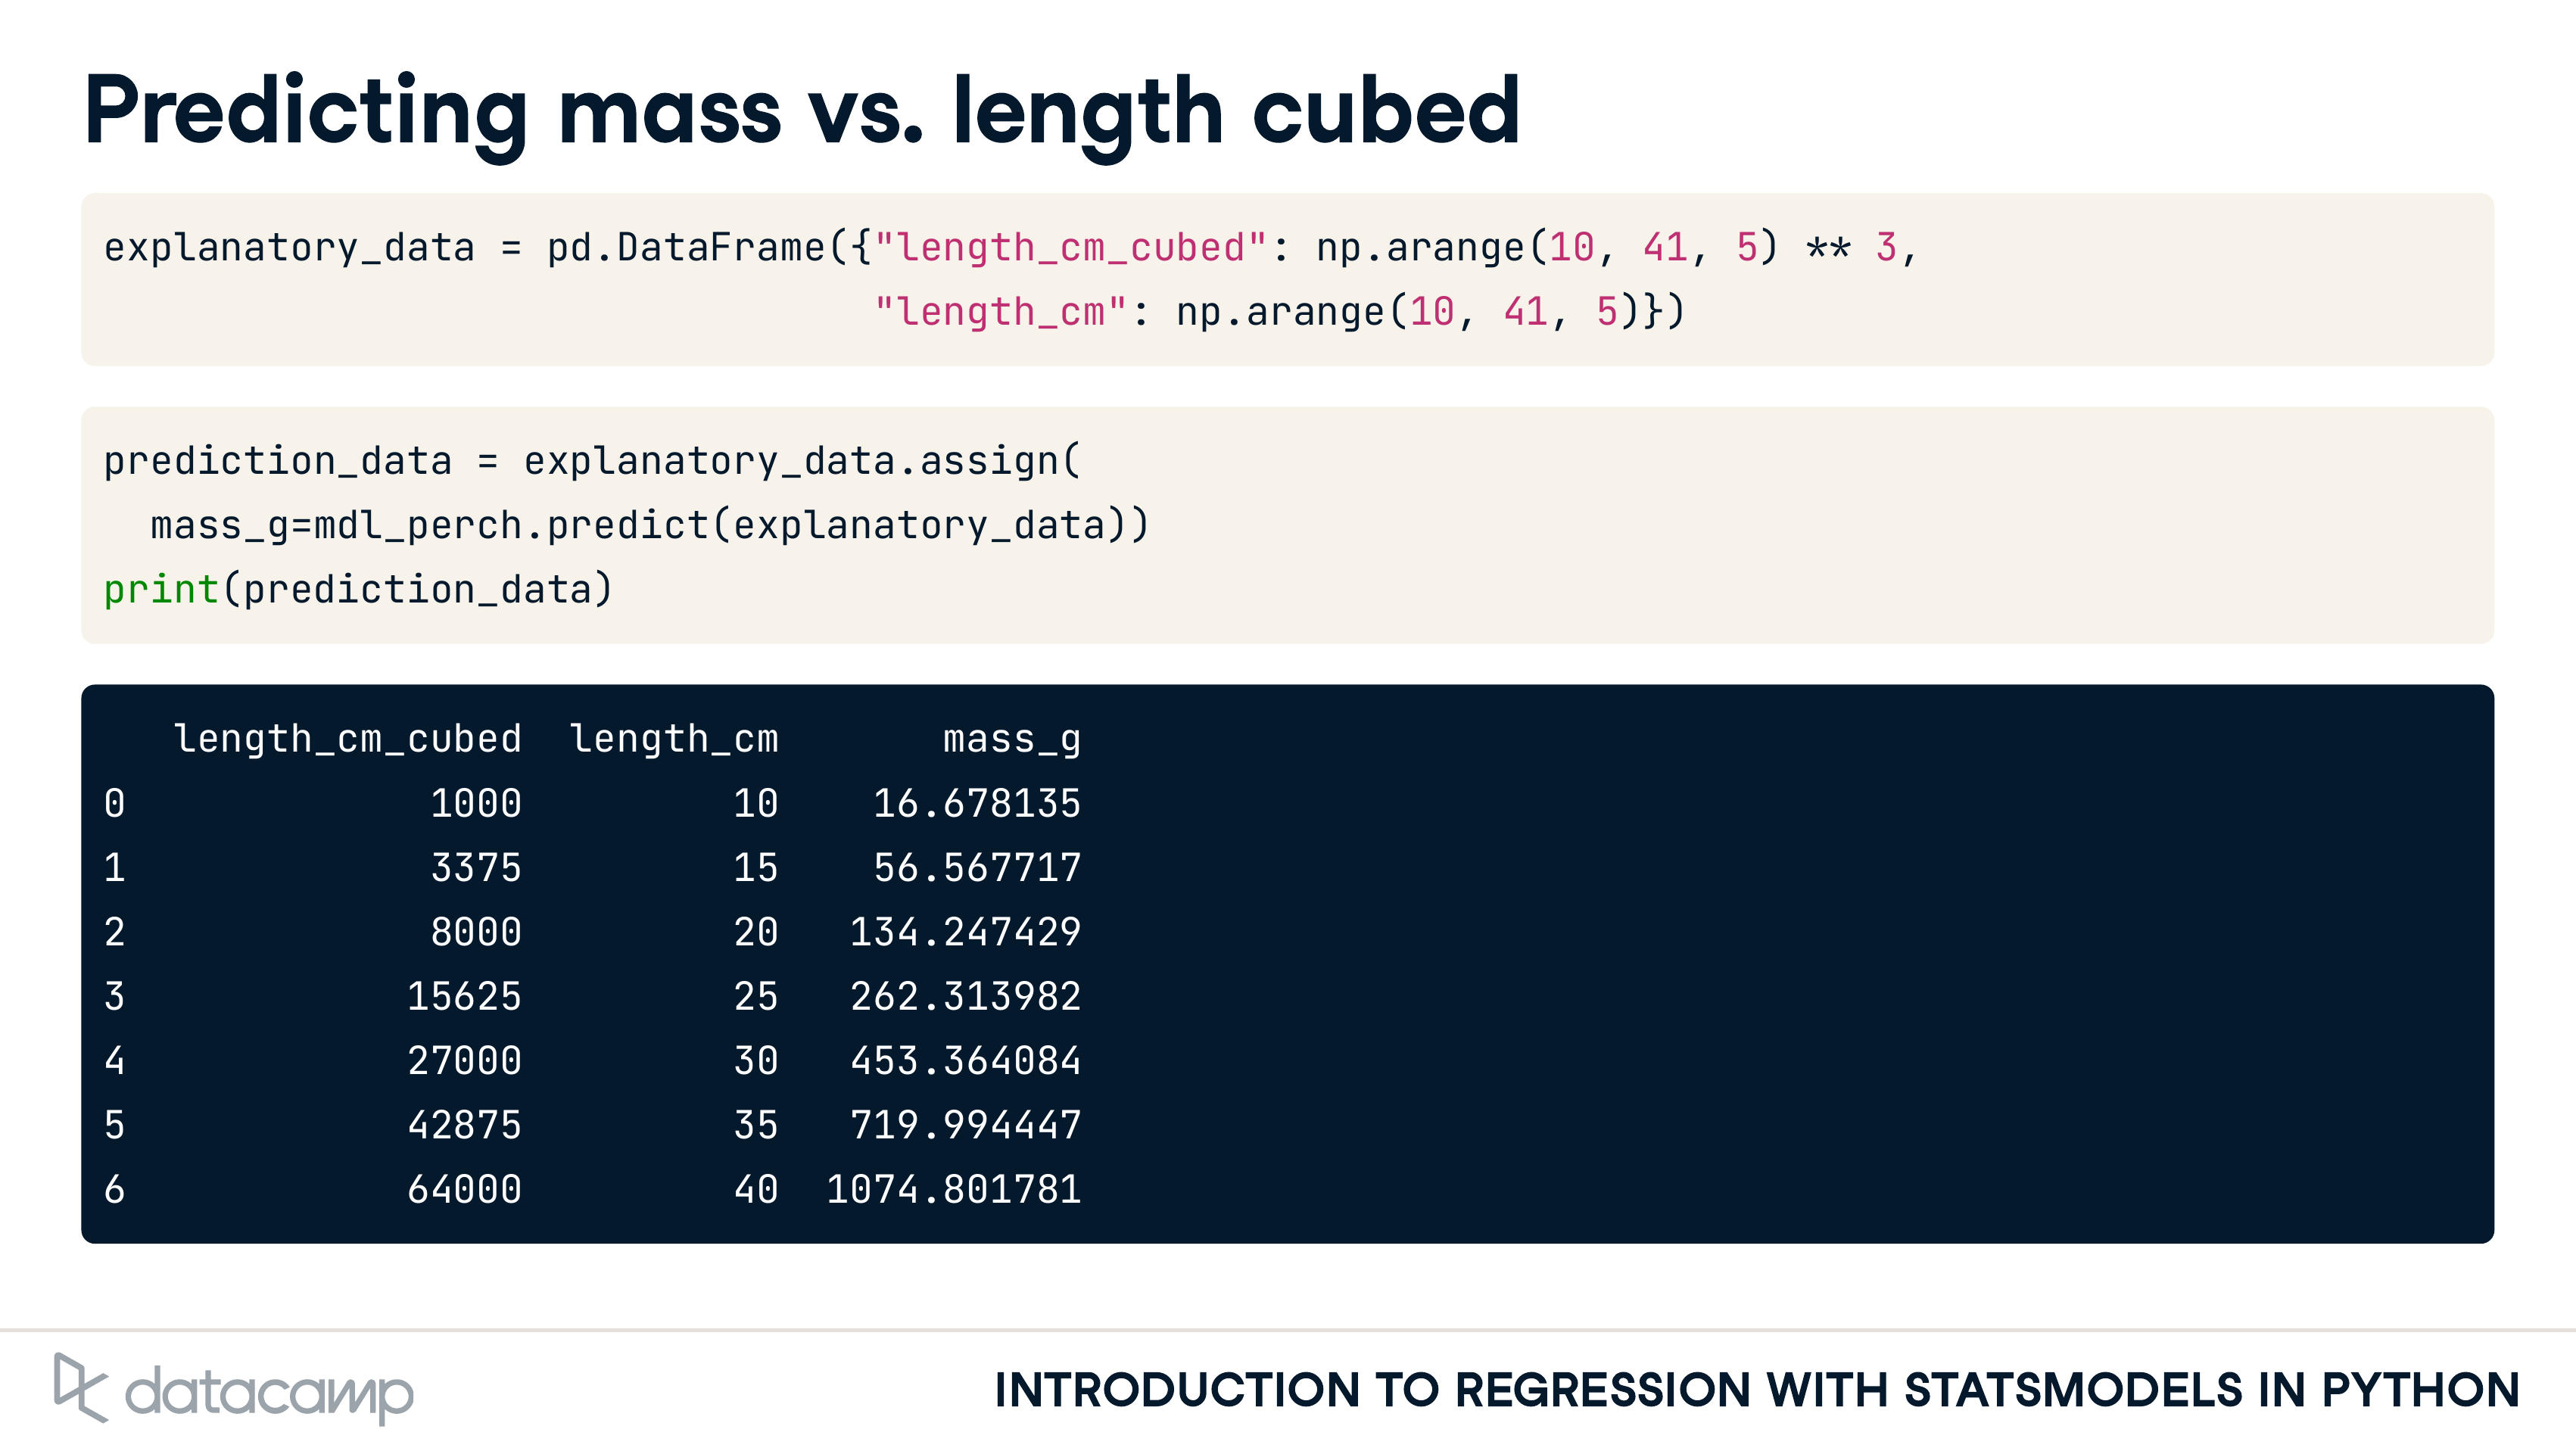 Predicting mass vs. length cubed
explanatory_data = pd.DataFrame({"length_cm_cubed": np.arange(10, 41, 5) ** 3,
                                 "length_cm": np.arange(10, 41, 5)})
prediction_data = explanatory_data.assign(
  mass_g=mdl_perch.predict(explanatory_data))
print(prediction_data)
   length_cm_cubed  length_cm       mass_g
0             1000         10    16.678135
1             3375         15    56.567717
2             8000         20   134.247429
3            15625         25   262.313982
4            27000         30   453.364084
5            42875         35   719.994447
6            64000         40  1074.801781
datacamp
INTRODUCTION TO REGRESSION WITH STATSMODELS IN PYTHON